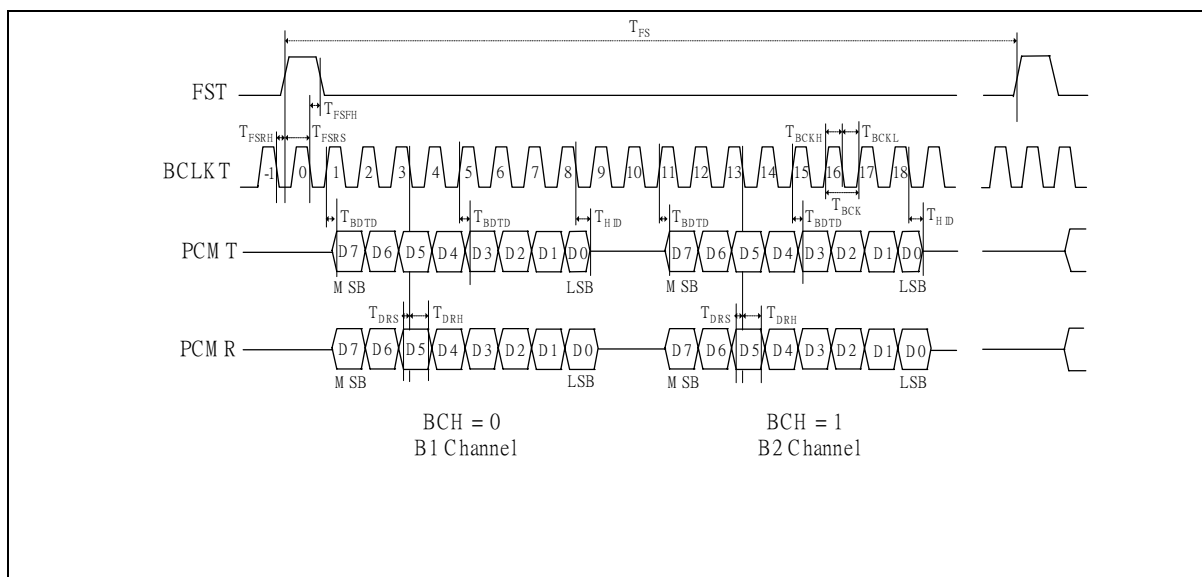 TFS
FST
TFSFH
TFSRH TFSRS TBCKH TBCKL
BCLKT
-1 0 1 2 3 4 5 6 7 8 9 10 11 12 13 14 15 16 17 18
TBCK
TBDTD TBDTD THID TBDTD TBDTD THID
PCMT
D7 D6 D5 D4 D3 D2 D1 D0 D7 D6 D5 D4 D3 D2 D1 D0
MSB LSB MSB LSB
TDRS TDRH TDRS TDRH
PCMR
D7 D6 D5 D4 D3 D2 D1 D0 D7 D6 D5 D4 D3 D2 D1 D0
MSB LSB MSB LSB
BCH = 0 BCH = 1
B1 Channel B2 Channel